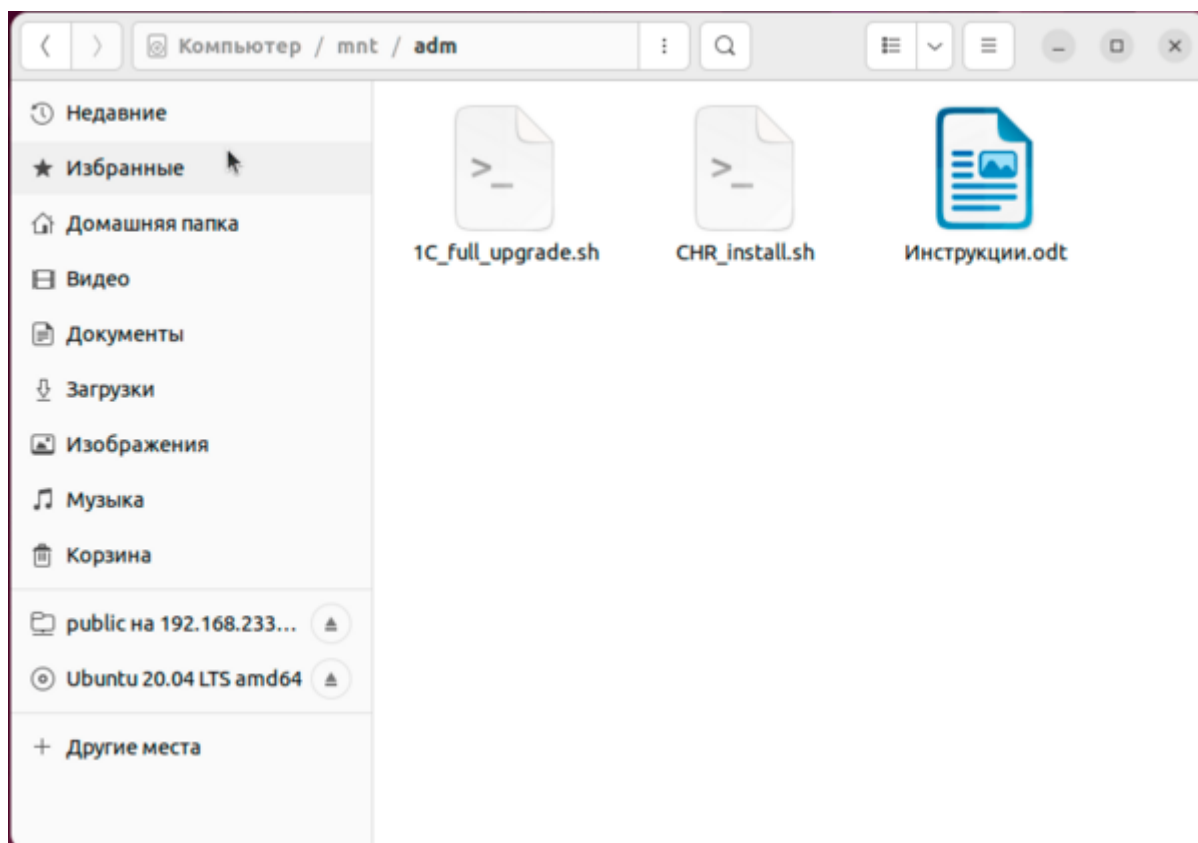 Компьютер / mnt / adm
Недавние
Избранные
Домашняя папка
Видео
Документы
Загрузки
Изображения
Музыка
Корзина
public на 192.168.233...
Ubuntu 20.04 LTS amd64
Другие места
1C_full_upgrade.sh CHR_install.sh Инструкции.odt